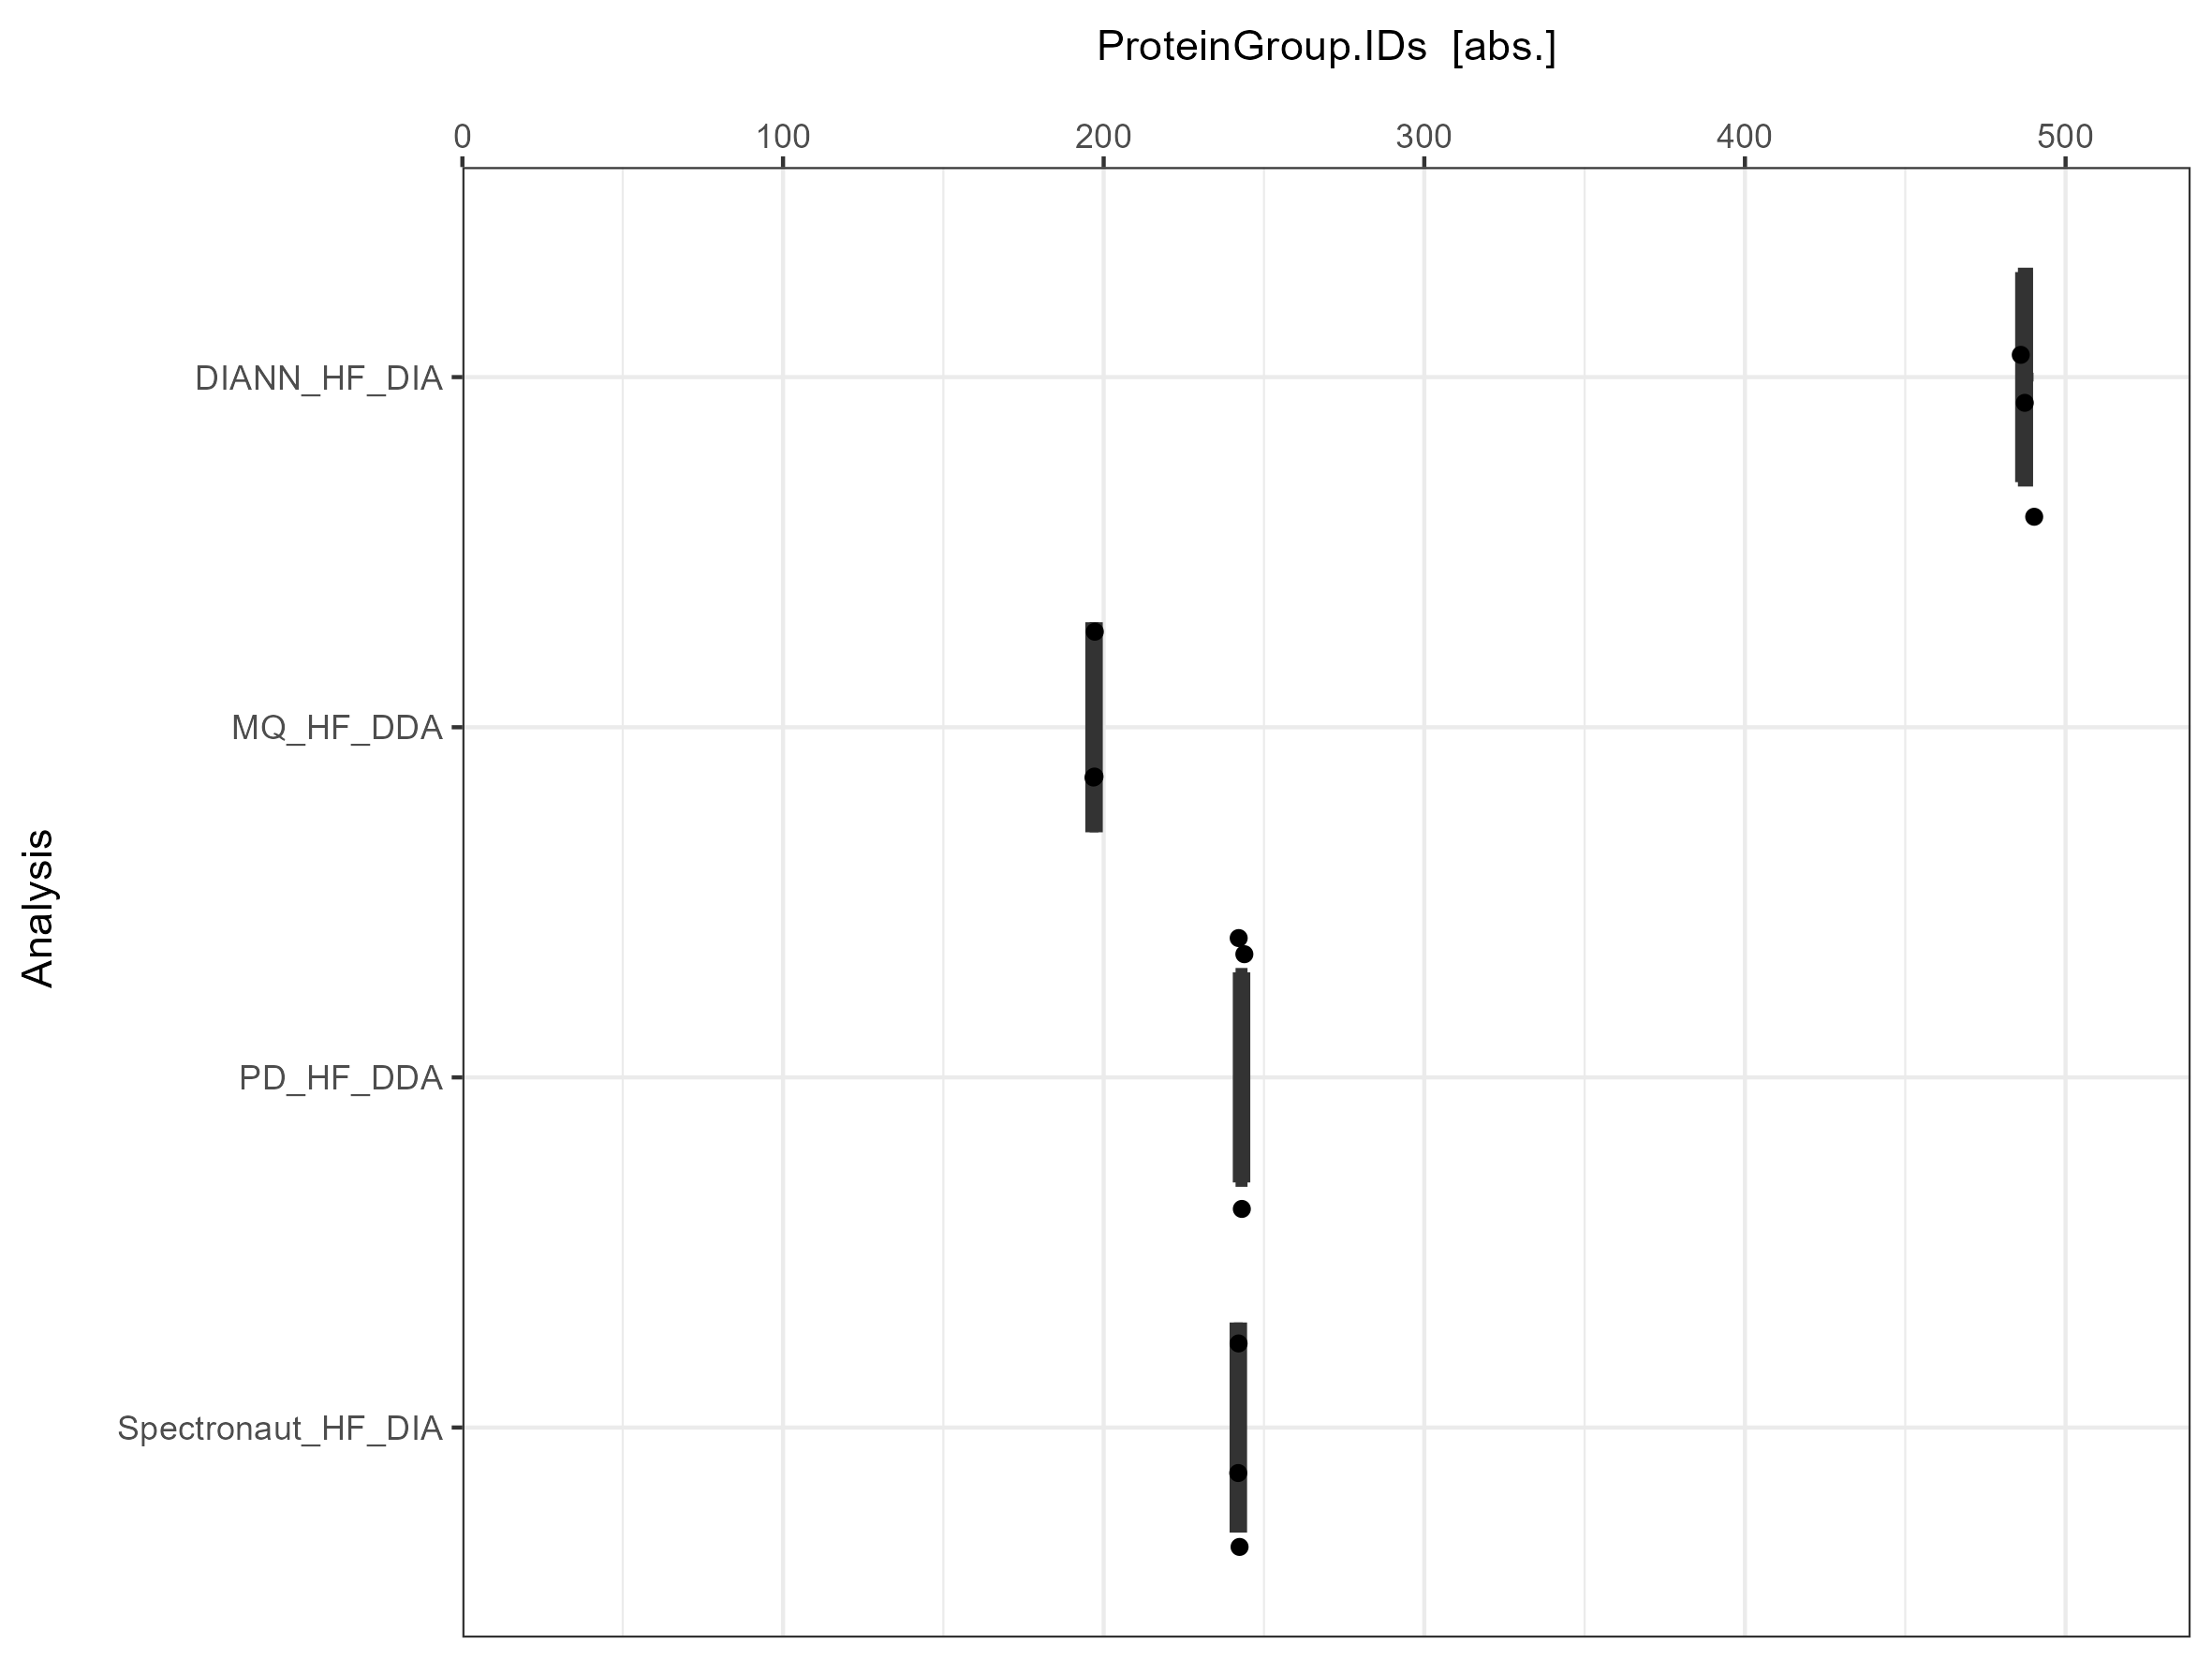 ProteinGroup.IDs [abs.]
0 100 200 300 400 500
DIANN_HF_DIA
MQ_HF_DDA
PD_HF_DDA
Spectronaut_HF_DIA
Analysis